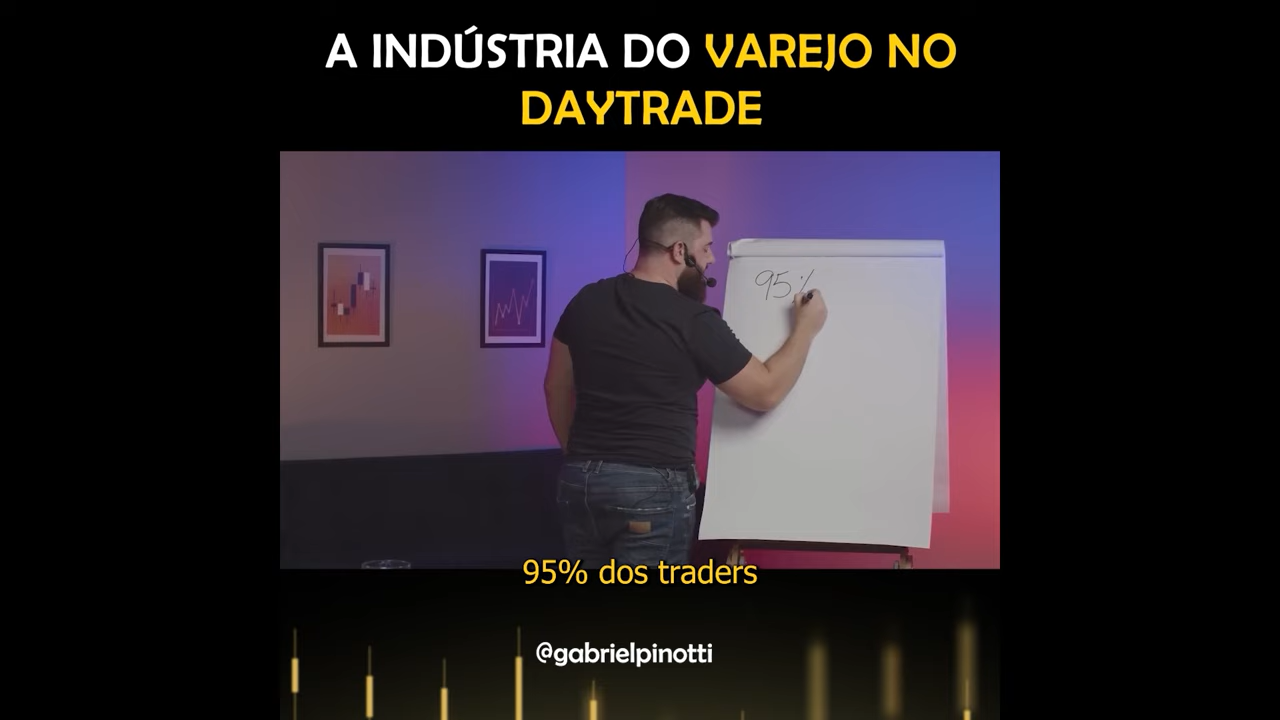 A INDÚSTRIA DO VAREJO NO
DAYTRADE
95%
95% dos traders
@gabrielpinotti